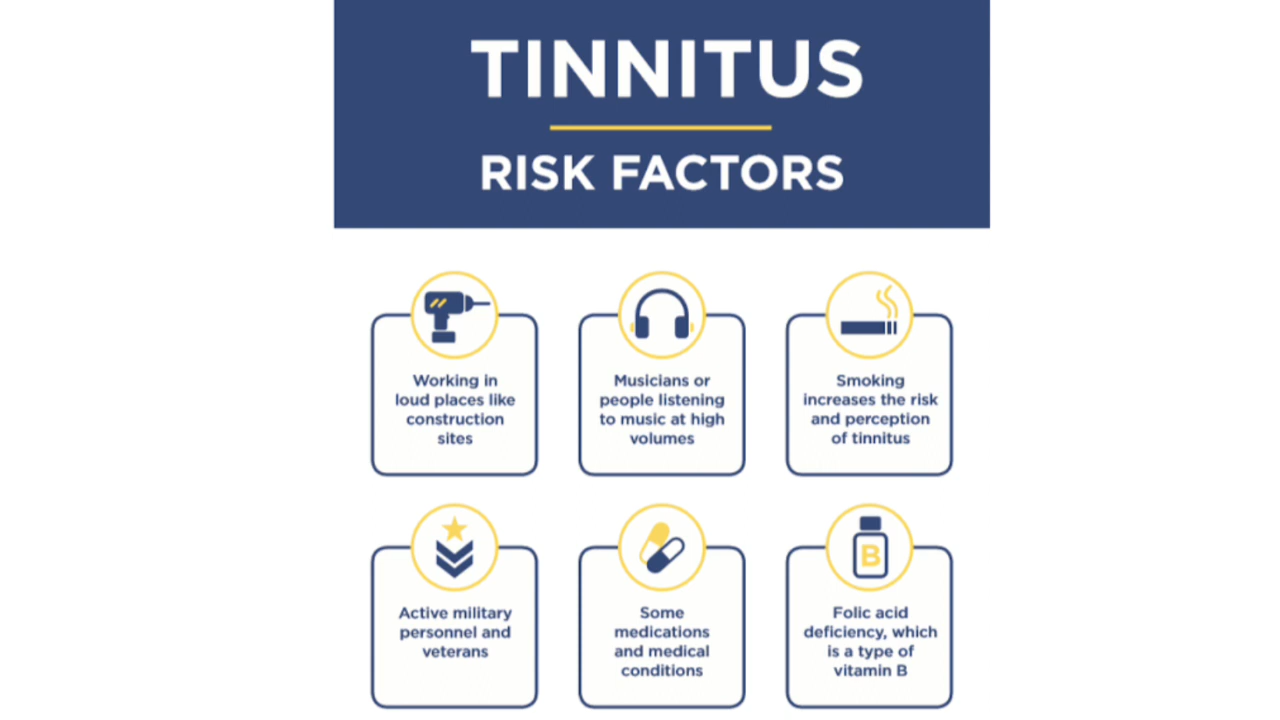 TINNITUS
RISK FACTORS
Working in
loud places like
construction
sites
Musicians or
people listening
to music at high
volumes
Smoking
increases the risk
and perception
of tinnitus
Active military
personnel and
veterans
Some
medications
and medical
conditions
B
Folic acid
deficiency, which
is a type of
vitamin B